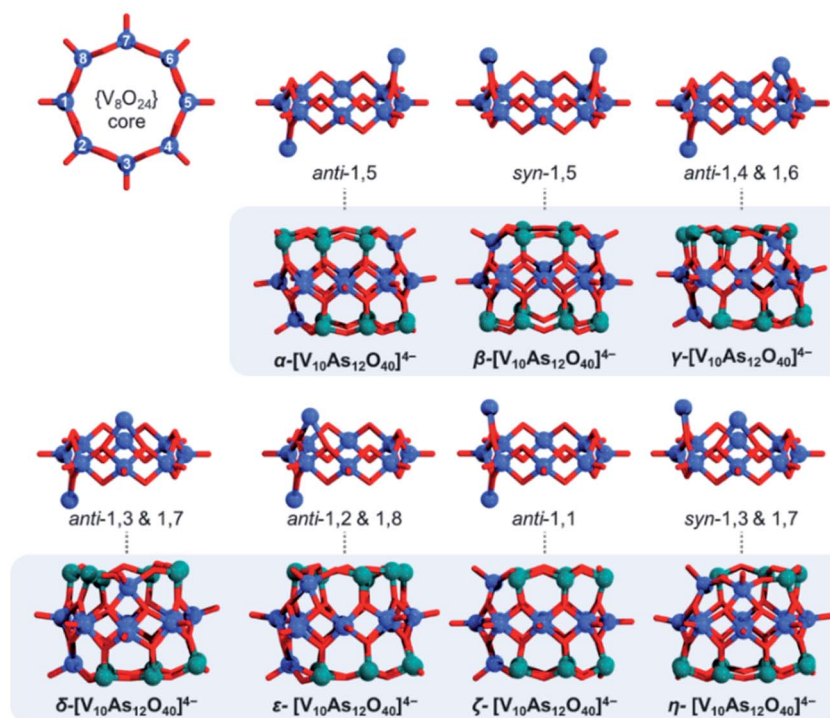 7
8 6
{V₈O₂₄}
1 5
core
2 4
3
anti-1,5 syn-1,5 anti-1,4 & 1,6
α-[V₁₀As₁₂O₄₀]⁴⁻ β-[V₁₀As₁₂O₄₀]⁴⁻ γ-[V₁₀As₁₂O₄₀]⁴⁻
anti-1,3 & 1,7 anti-1,2 & 1,8 anti-1,1 syn-1,3 & 1,7
δ-[V₁₀As₁₂O₄₀]⁴⁻ ε- [V₁₀As₁₂O₄₀]⁴⁻ ζ- [V₁₀As₁₂O₄₀]⁴⁻ η- [V₁₀As₁₂O₄₀]⁴⁻